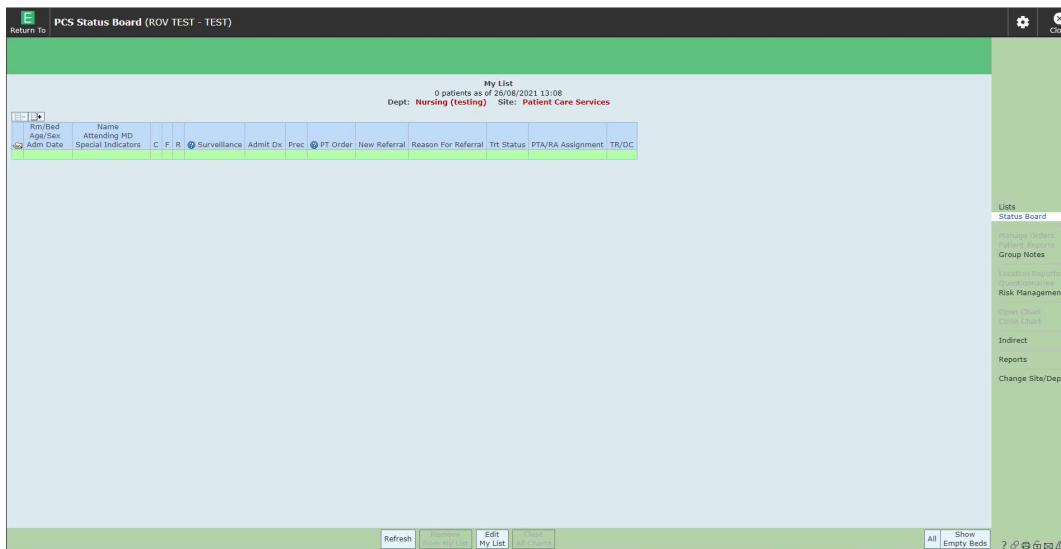 E
Return To
PCS Status Board (ROV TEST - TEST)
Clo
My List
0 patients as of 26/08/2021 13:08
Dept: Nursing (testing) Site: Patient Care Services
Rm/Bed Name
Age/Sex Attending MD
Adm Date Special Indicators C F R Surveillance Admit Dx Prec PT Order New Referral Reason For Referral Trt Status PTA/RA Assignment TR/DC
Lists
Status Board
Manage Orders
Patient Reports
Group Notes
Location Reports
Questionnaires
Risk Managemen
Open Chart
Close Chart
Indirect
Reports
Change Site/Dep
Refresh
Remove
From My List
Edit
My List
Close
All Charts
All
Show
Empty Beds